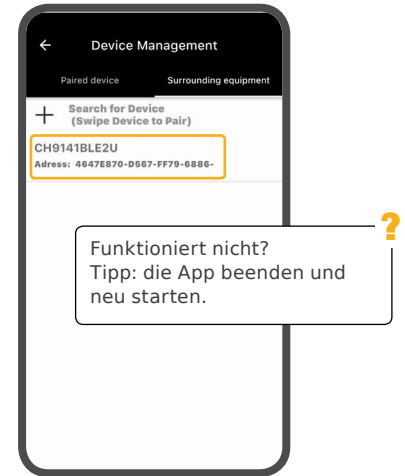 Device Management
Paired device Surrounding equipment
Search for Device
(Swipe Device to Pair)
CH9141BLE2U
Adress: 4647E870-D567-FF79-6886-
?
Funktioniert nicht?
Tipp: die App beenden und
neu starten.